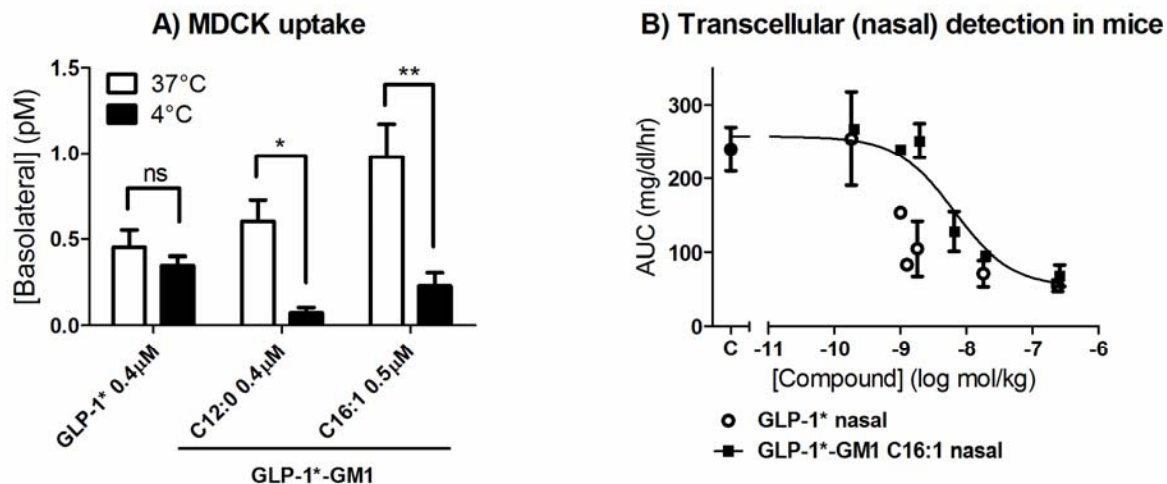 A) MDCK uptake
[Basolateral] (pM)
1.5
1.0
0.5
0.0
37°C
4°C
ns
*
**
GLP-1* 0.4µM
C12:0 0.4µM
C16:1 0.5µM
GLP-1*-GM1
B) Transcellular (nasal) detection in mice
AUC (mg/dl/hr)
300
200
100
0
C -11 -10 -9 -8 -7 -6
[Compound] (log mol/kg)
GLP-1* nasal
GLP-1*-GM1 C16:1 nasal